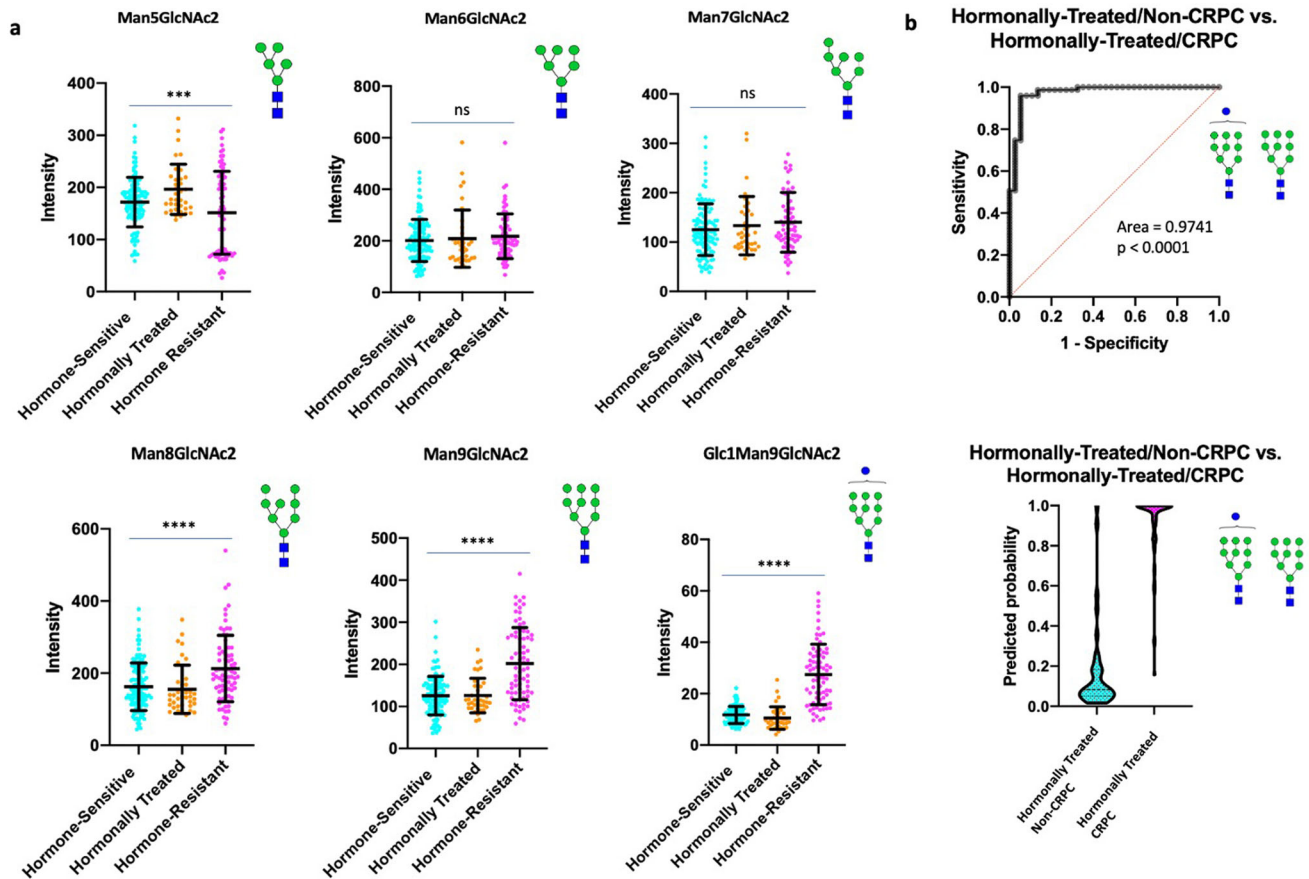 a
Man5GlcNAc2
Intensity
400
300
200
100
0
***
Hormone-Sensitive
Hormonally Treated
Hormone Resistant
Man6GlcNAc2
Intensity
800
600
400
200
0
ns
Hormone-Sensitive
Hormonally Treated
Hormone-Resistant
Man7GlcNAc2
Intensity
400
300
200
100
0
ns
Hormone-Sensitive
Hormonally Treated
Hormone-Resistant
Man8GlcNAc2
Intensity
600
400
200
0
****
Hormone-Sensitive
Hormonally Treated
Hormone-Resistant
Man9GlcNAc2
Intensity
500
400
300
200
100
0
****
Hormone-Sensitive
Hormonally Treated
Hormone-Resistant
Glc1Man9GlcNAc2
Intensity
80
60
40
20
0
****
Hormone-Sensitive
Hormonally Treated
Hormone-Resistant
b
Hormonally-Treated/Non-CRPC vs.
Hormonally-Treated/CRPC
Sensitivity
1.0
0.8
0.6
0.4
0.2
0.0
Area = 0.9741
p < 0.0001
0.0 0.2 0.4 0.6 0.8 1.0
1 - Specificity
Hormonally-Treated/Non-CRPC vs.
Hormonally-Treated/CRPC
Predicted probability
1.0
0.8
0.6
0.4
0.2
0.0
Hormonally Treated
Non-CRPC
Hormonally Treated
CRPC